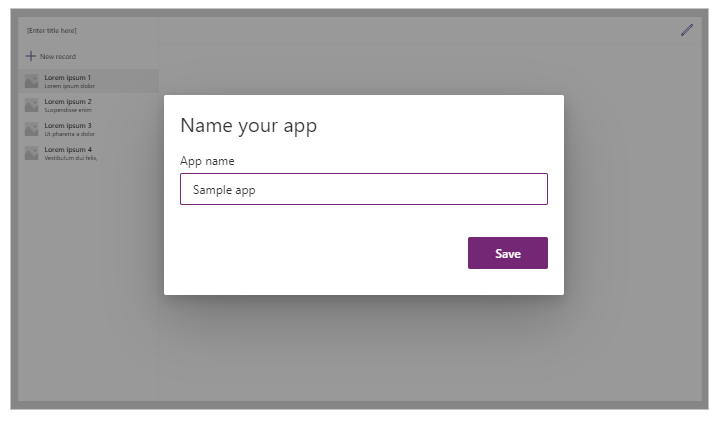 [Enter title here]
New record
Lorem ipsum 1
Lorem ipsum dolor
Lorem ipsum 2
Suspendisse enim
Lorem ipsum 3
Ut pharetra a dolor
Lorem ipsum 4
Vestibulum dui felis,
Name your app
App name
Sample app
Save